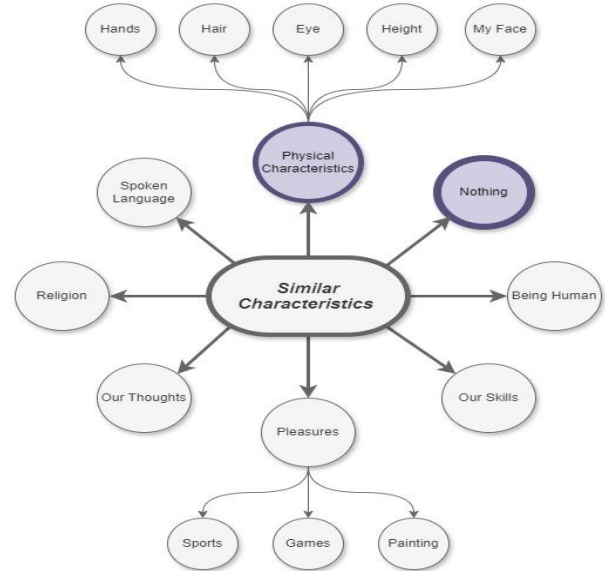 Hands
Hair
Eye
Height
My Face
Physical
Characteristics
Spoken
Language
Nothing
Similar
Characteristics
Religion
Being Human
Our Thoughts
Our Skills
Pleasures
Sports
Games
Painting